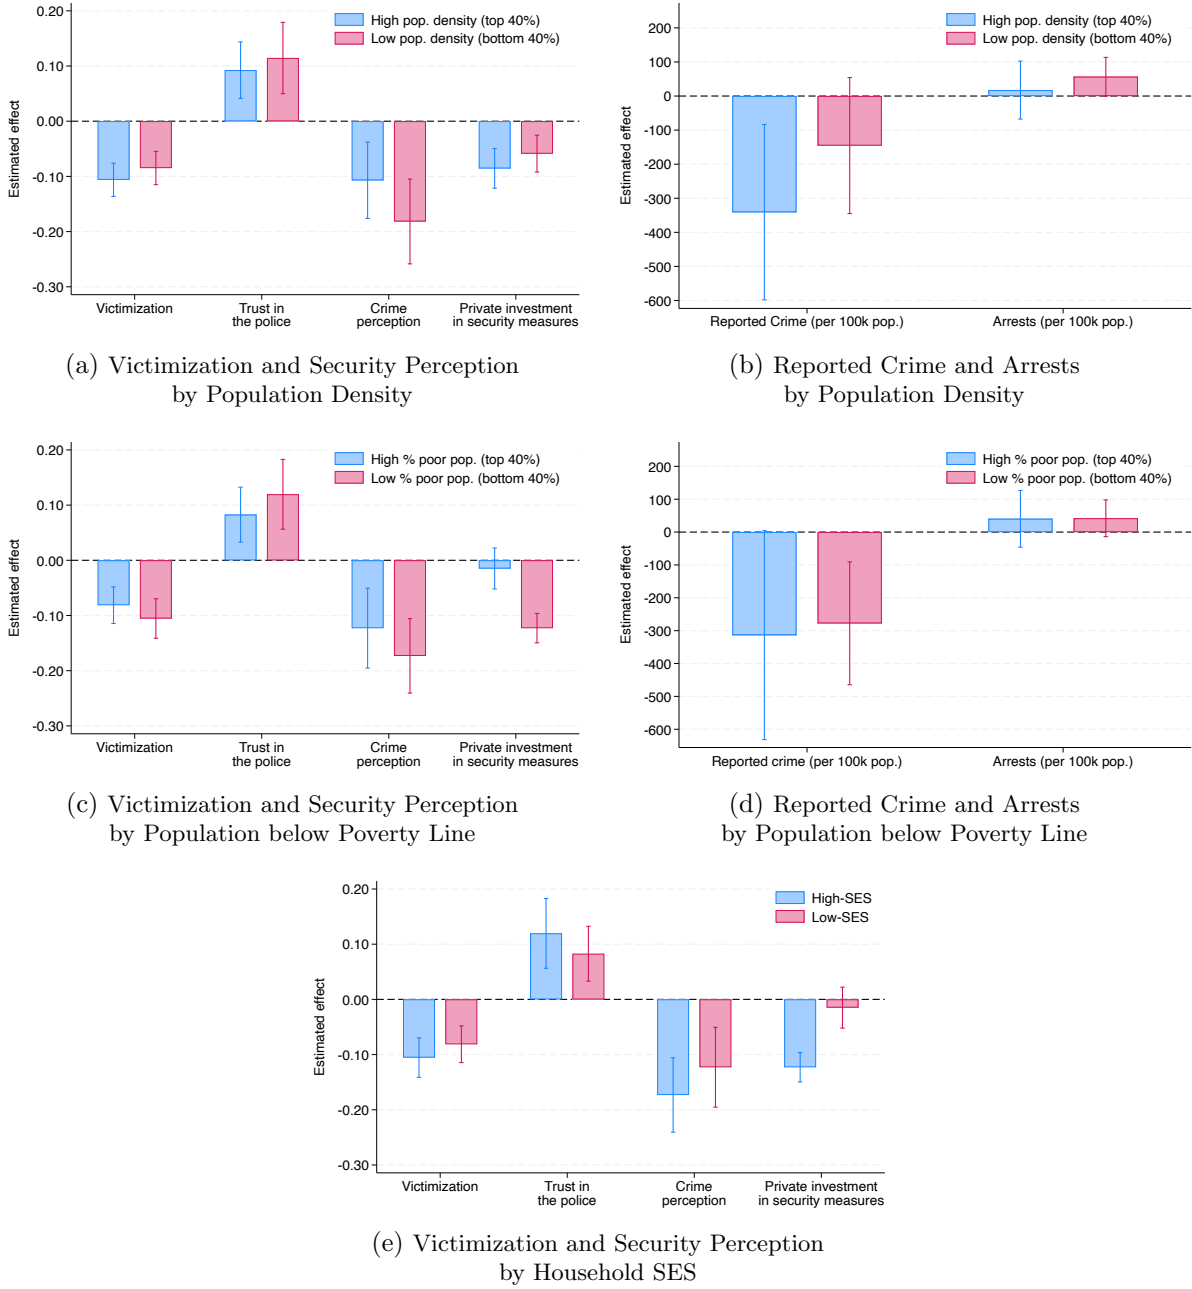 0.20
0.10
0.00
-0.10
-0.20
-0.30
Estimated effect
High pop. density (top 40%)
Low pop. density (bottom 40%)
Victimization
Trust in
the police
Crime
perception
Private investment
in security measures
(a) Victimization and Security Perception
by Population Density
200
100
0
-100
-200
-300
-400
-500
-600
Estimated effect
High pop. density (top 40%)
Low pop. density (bottom 40%)
Reported Crime (per 100k pop.)
Arrests (per 100k pop.)
(b) Reported Crime and Arrests
by Population Density
0.20
0.10
0.00
-0.10
-0.20
-0.30
Estimated effect
High % poor pop. (top 40%)
Low % poor pop. (bottom 40%)
Victimization
Trust in
the police
Crime
perception
Private investment
in security measures
(c) Victimization and Security Perception
by Population below Poverty Line
200
100
0
-100
-200
-300
-400
-500
-600
Estimated effect
High % poor pop. (top 40%)
Low % poor pop. (bottom 40%)
Reported crime (per 100k pop.)
Arrests (per 100k pop.)
(d) Reported Crime and Arrests
by Population below Poverty Line
0.20
0.10
0.00
-0.10
-0.20
-0.30
Estimated effect
High-SES
Low-SES
Victimization
Trust in
the police
Crime
perception
Private investment
in security measures
(e) Victimization and Security Perception
by Household SES